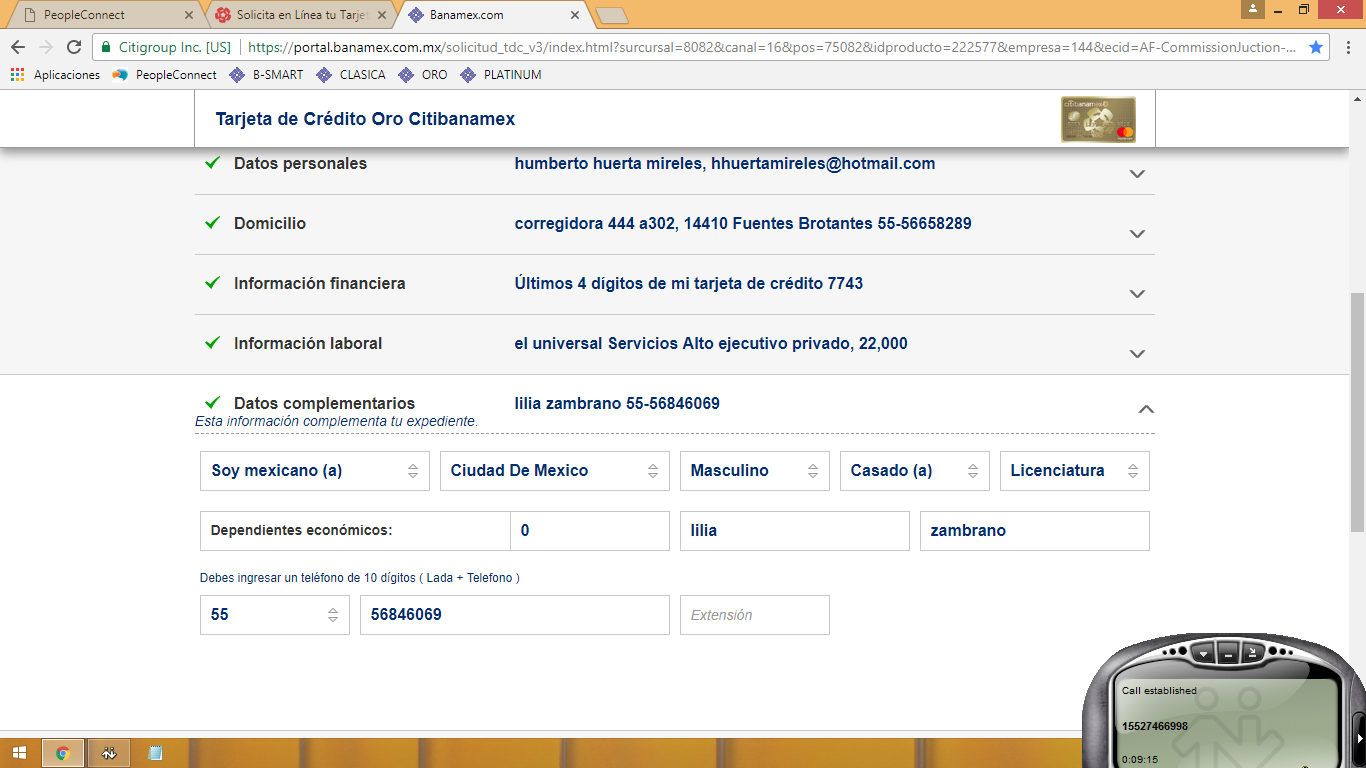 PeopleConnect
Solicita en Línea tu Tarjet
Banamex.com
Citigroup Inc. [US]
https://portal.banamex.com.mx/solicitud_tdc_v3/index.html?surcursal=8082&canal=16&pos=75082&idproducto=222577&empresa=144&ecid=AF-CommissionJuction-...
Aplicaciones PeopleConnect B-SMART CLASICA ORO PLATINUM
Tarjeta de Crédito Oro Citibanamex
citibanamex
Datos personales humberto huerta mireles, hhuertamireles@hotmail.com
Domicilio corregidora 444 a302, 14410 Fuentes Brotantes 55-56658289
Información financiera Últimos 4 dígitos de mi tarjeta de crédito 7743
Información laboral el universal Servicios Alto ejecutivo privado, 22,000
Datos complementarios lilia zambrano 55-56846069
Esta información complementa tu expediente.
Soy mexicano (a) Ciudad De Mexico Masculino Casado (a) Licenciatura
Dependientes económicos: 0 lilia zambrano
Debes ingresar un teléfono de 10 dígitos ( Lada + Telefono )
55 56846069 Extensión
Call established
15527466998
0:09:15